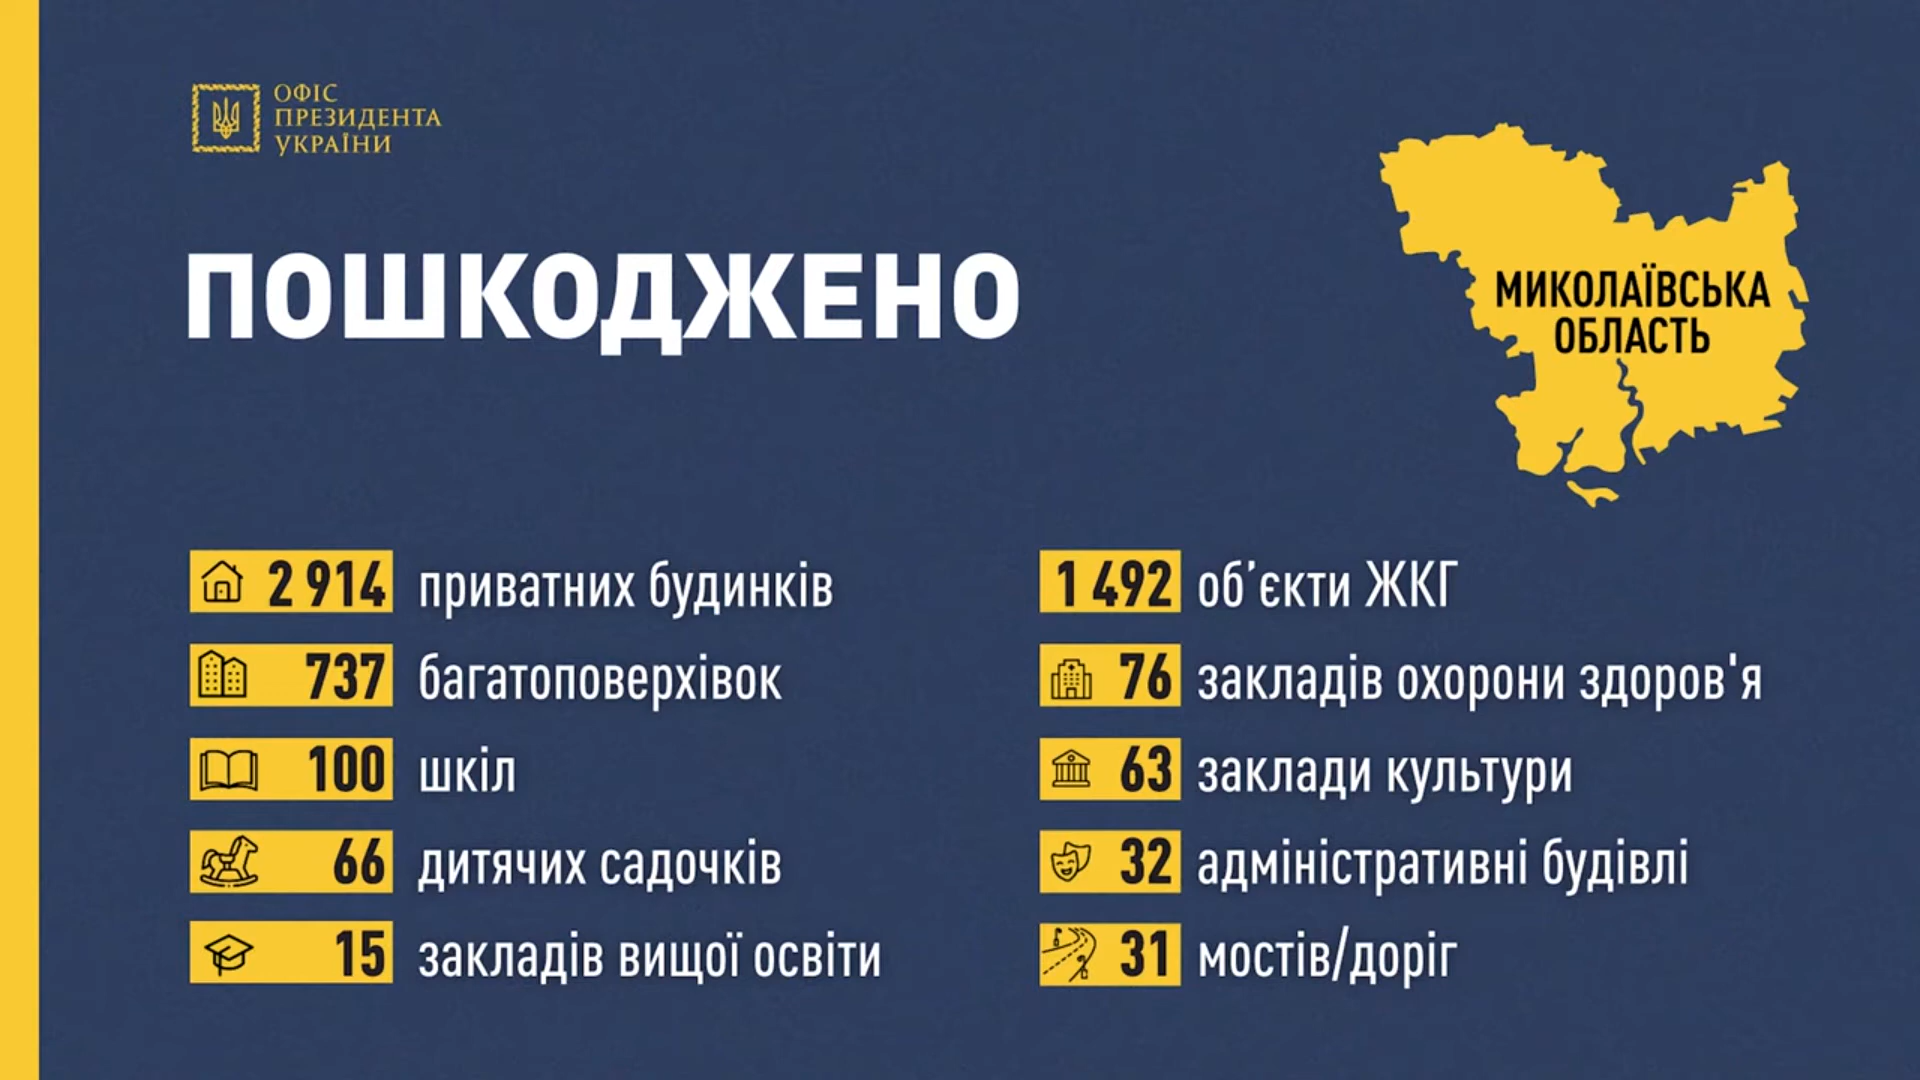 ОФІС
ПРЕЗИДЕНТА
УКРАЇНИ
ПОШКОДЖЕНО
МИКОЛАЇВСЬКА
ОБЛАСТЬ
2 914 приватних будинків
737 багатоповерхівок
100 шкіл
66 дитячих садочків
15 закладів вищої освіти
1 492 об’єкти ЖКГ
76 закладів охорони здоров'я
63 заклади культури
32 адміністративні будівлі
31 мостів/доріг